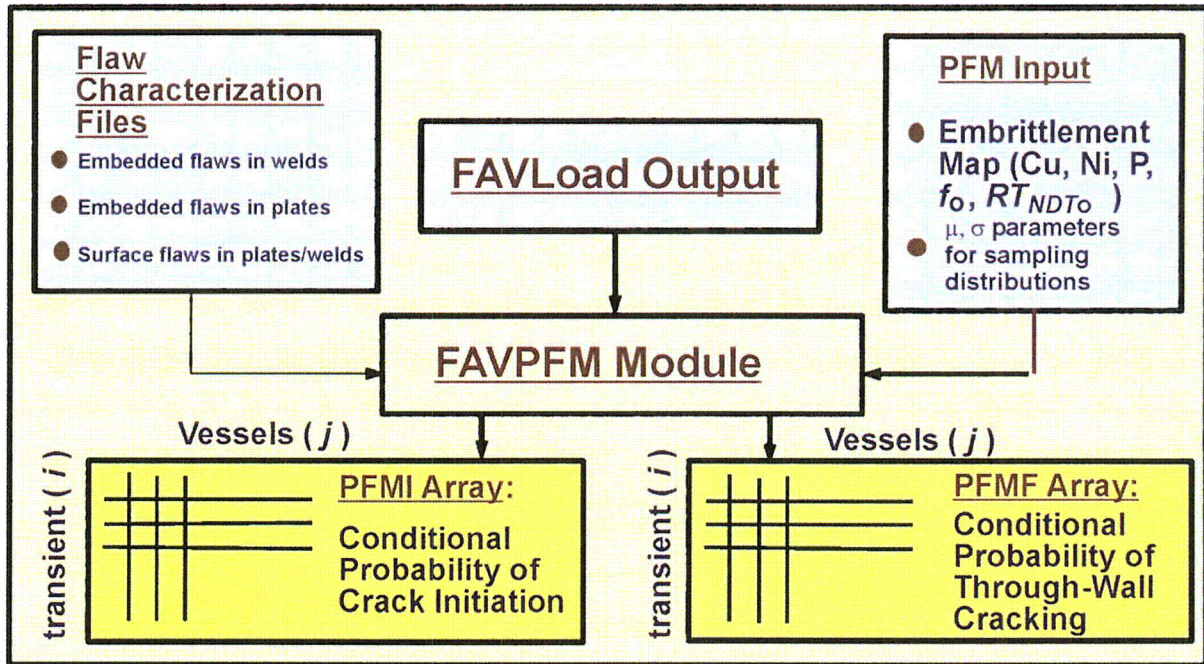 Flaw
Characterization
Files
● Embedded flaws in welds
● Embedded flaws in plates
● Surface flaws in plates/welds
FAVLoad Output
PFM Input
● Embrittlement
Map (Cu, Ni, P,
fo, RTNDTo )
● μ, σ parameters
for sampling
distributions
FAVPFM Module
Vessels ( j )
transient ( i )
PFMI Array:
Conditional
Probability of
Crack Initiation
Vessels ( j )
transient ( i )
PFMF Array:
Conditional
Probability of
Through-Wall
Cracking